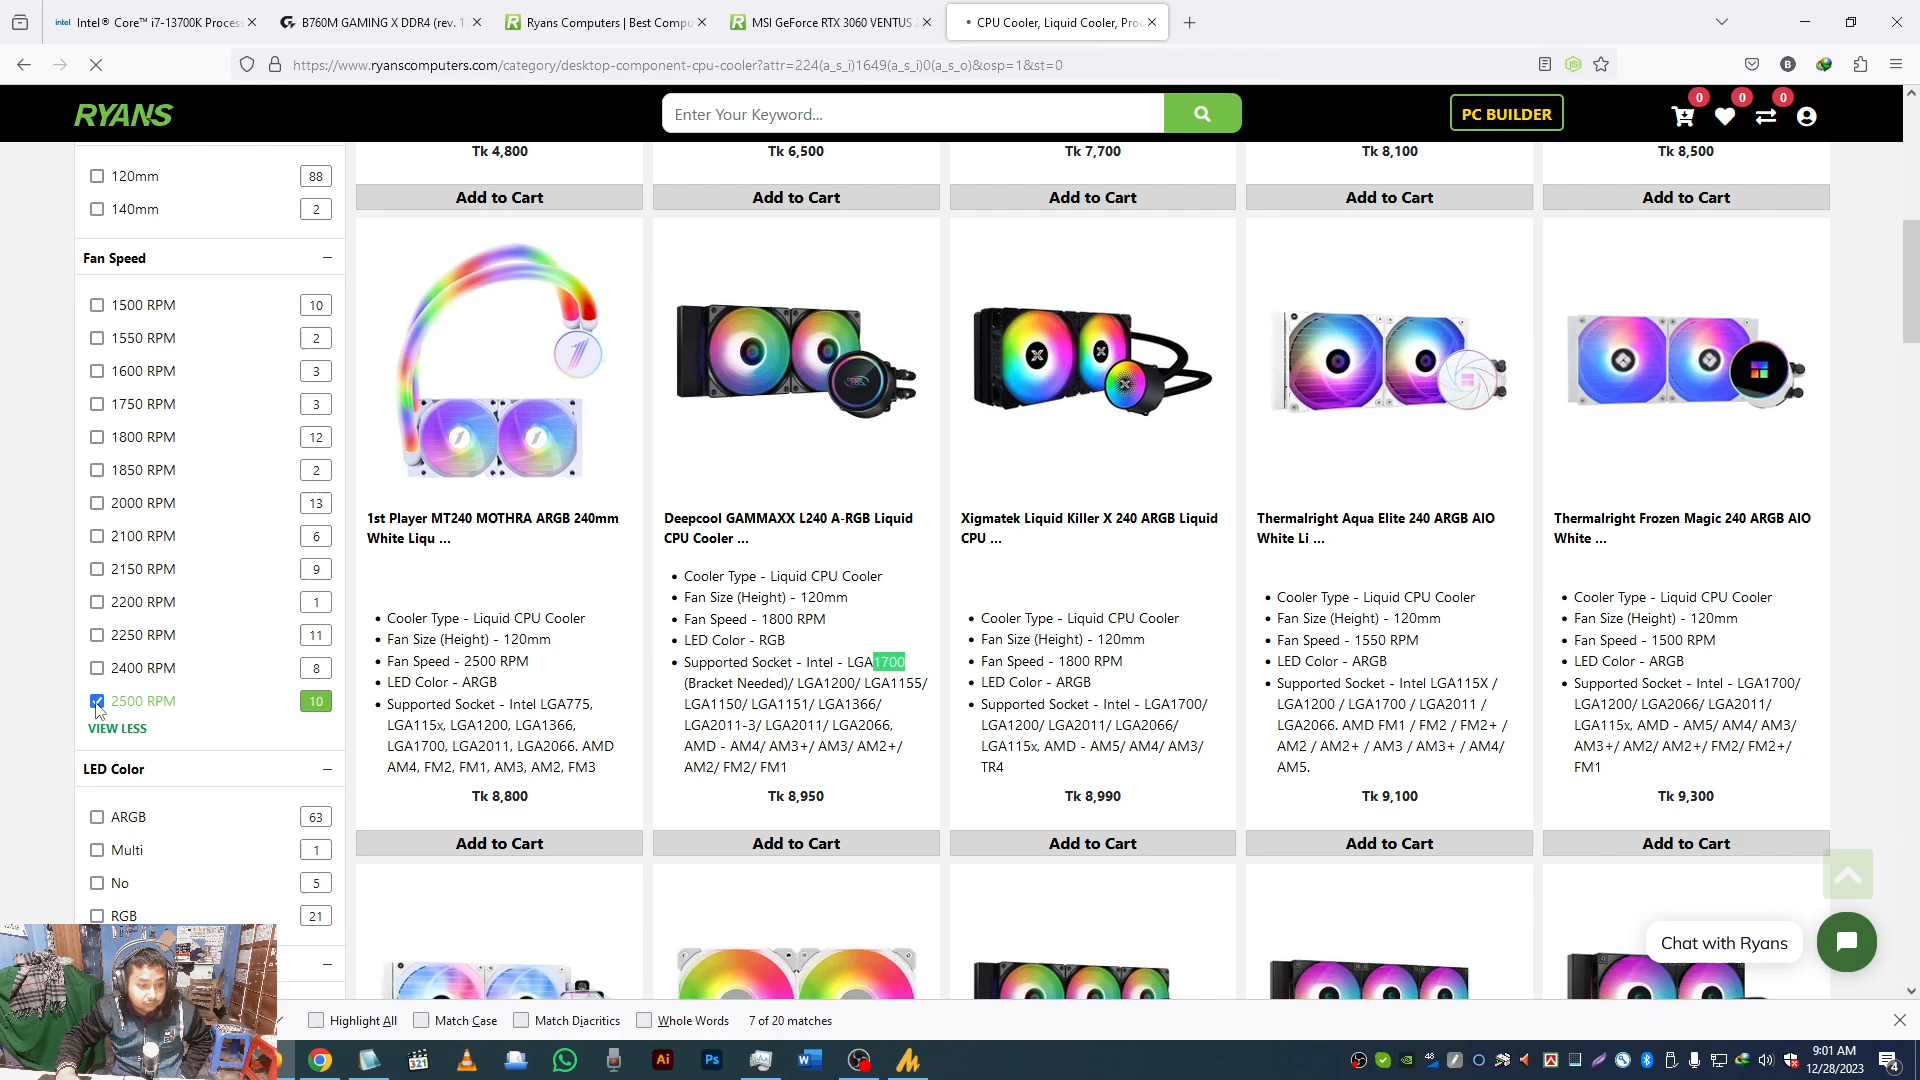 Intel® Core™ i7-13700K Process
B760M GAMING X DDR4 (rev. 1.
Ryans Computers | Best Compu
MSI GeForce RTX 3060 VENTUS 2
CPU Cooler, Liquid Cooler, Proc
https://www.ryanscomputers.com/category/desktop-component-cpu-cooler?attr=224(a_s_i)1649(a_s_i)0(a_s_o)&osp=1&st=0
RYANS
Enter Your Keyword...
PC BUILDER
0
0
0
120mm 88
140mm 2
Fan Speed
1500 RPM 10
1550 RPM 2
1600 RPM 3
1750 RPM 3
1800 RPM 12
1850 RPM 2
2000 RPM 13
2100 RPM 6
2150 RPM 9
2200 RPM 1
2250 RPM 11
2400 RPM 8
2500 RPM 10
VIEW LESS
LED Color
ARGB 63
Multi 1
No 5
RGB 21
Tk 4,800
Add to Cart
Tk 6,500
Add to Cart
Tk 7,700
Add to Cart
Tk 8,100
Add to Cart
Tk 8,500
Add to Cart
1st Player MT240 MOTHRA ARGB 240mm
White Liqu ...
• Cooler Type - Liquid CPU Cooler
• Fan Size (Height) - 120mm
• Fan Speed - 2500 RPM
• LED Color - ARGB
• Supported Socket - Intel LGA775,
LGA115x, LGA1200, LGA1366,
LGA1700, LGA2011, LGA2066. AMD
AM4, FM2, FM1, AM3, AM2, FM3
Tk 8,800
Add to Cart
Deepcool GAMMAXX L240 A-RGB Liquid
CPU Cooler ...
• Cooler Type - Liquid CPU Cooler
• Fan Size (Height) - 120mm
• Fan Speed - 1800 RPM
• LED Color - RGB
• Supported Socket - Intel - LGA1700
(Bracket Needed)/ LGA1200/ LGA1155/
LGA1150/ LGA1151/ LGA1366/
LGA2011-3/ LGA2011/ LGA2066,
AMD - AM4/ AM3+/ AM3/ AM2+/
AM2/ FM2/ FM1
Tk 8,950
Add to Cart
Xigmatek Liquid Killer X 240 ARGB Liquid
CPU ...
• Cooler Type - Liquid CPU Cooler
• Fan Size (Height) - 120mm
• Fan Speed - 1800 RPM
• LED Color - ARGB
• Supported Socket - Intel - LGA1700/
LGA1200/ LGA2011/ LGA2066/
LGA115x, AMD - AM5/ AM4/ AM3/
TR4
Tk 8,990
Add to Cart
Thermalright Aqua Elite 240 ARGB AIO
White Li ...
• Cooler Type - Liquid CPU Cooler
• Fan Size (Height) - 120mm
• Fan Speed - 1550 RPM
• LED Color - ARGB
• Supported Socket - Intel LGA115X /
LGA1200 / LGA1700 / LGA2011
/ LGA2066. AMD FM1 / FM2 / FM2+ /
AM2 / AM2+ / AM3 / AM3+ / AM4/
AM5.
Tk 9,100
Add to Cart
Thermalright Frozen Magic 240 ARGB AIO
White ...
• Cooler Type - Liquid CPU Cooler
• Fan Size (Height) - 120mm
• Fan Speed - 1500 RPM
• LED Color - ARGB
• Supported Socket - Intel - LGA1700/
LGA1200/ LGA2066/ LGA2011/
LGA115x, AMD - AM5/ AM4/ AM3/
AM3+/ AM2/ AM2+/ FM2/ FM2+/
FM1
Tk 9,300
Add to Cart
Chat with Ryans
Highlight All
Match Case
Match Diacritics
Whole Words
7 of 20 matches
9:01 AM
12/28/2023